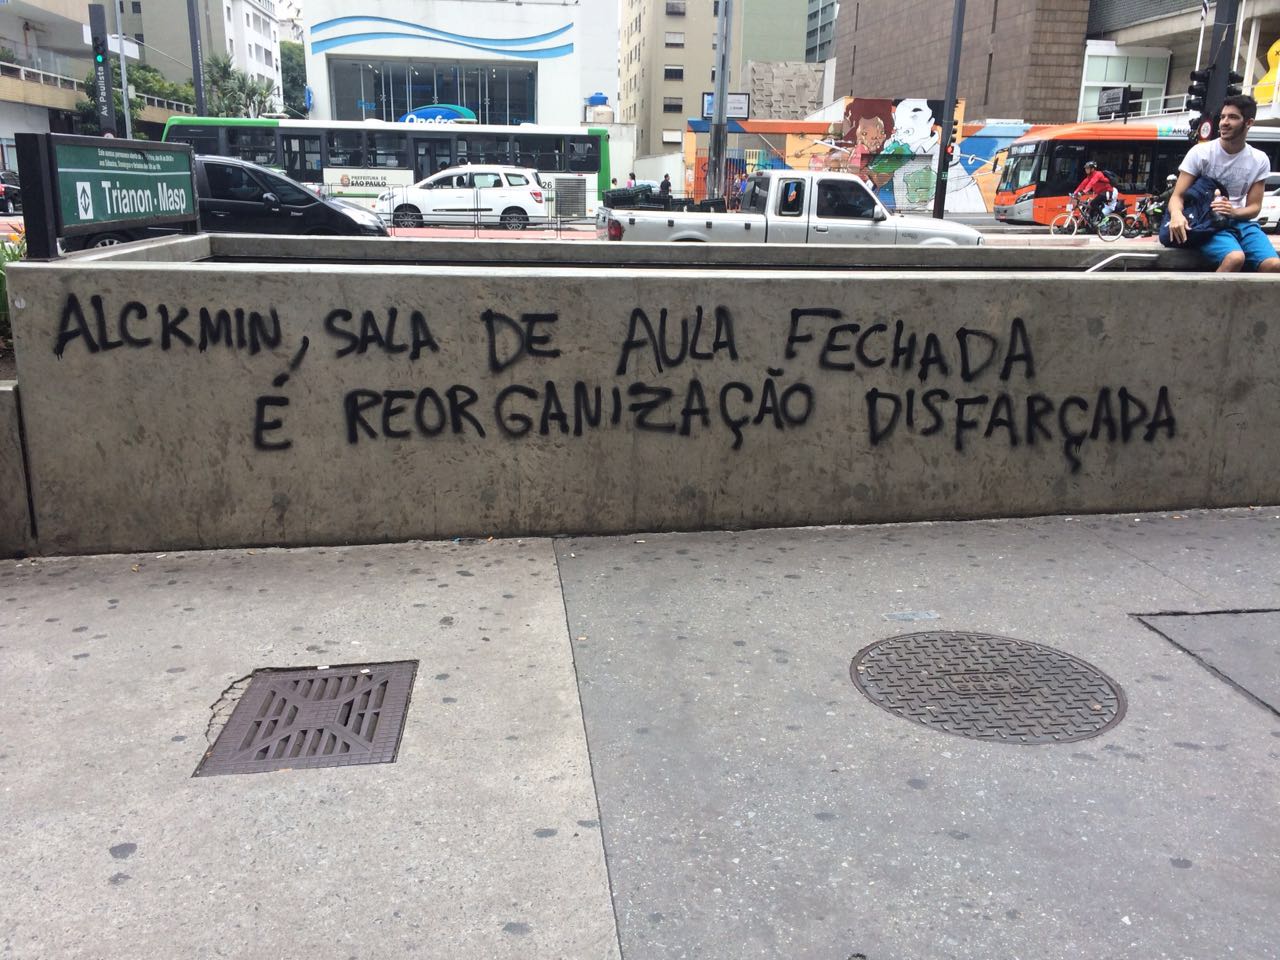 ALCKMIN, SALA DE AULA FECHADA
É REORGANIZAÇÃO DISFARÇADA
Trianon-Masp
Av. Paulista
PREFEITURA DE
SÃO PAULO